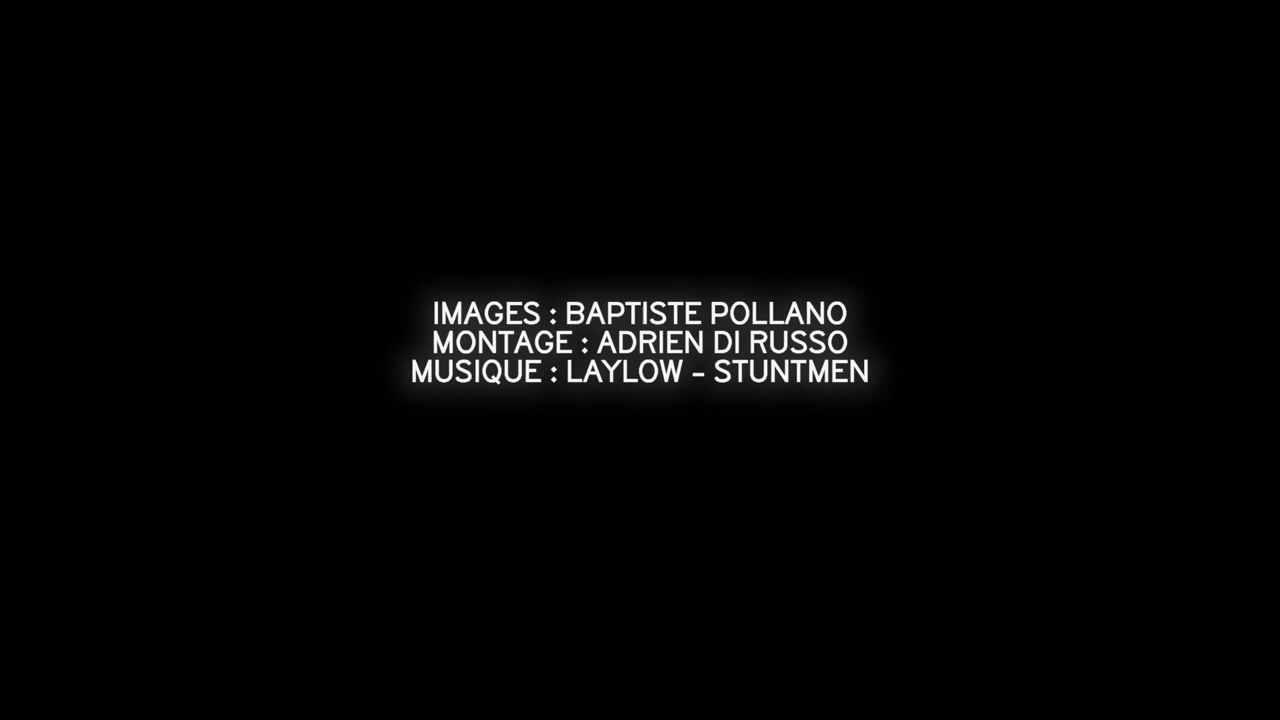 IMAGES : BAPTISTE POLLANO
MONTAGE : ADRIEN DI RUSSO
MUSIQUE : LAYLOW - STUNTMEN